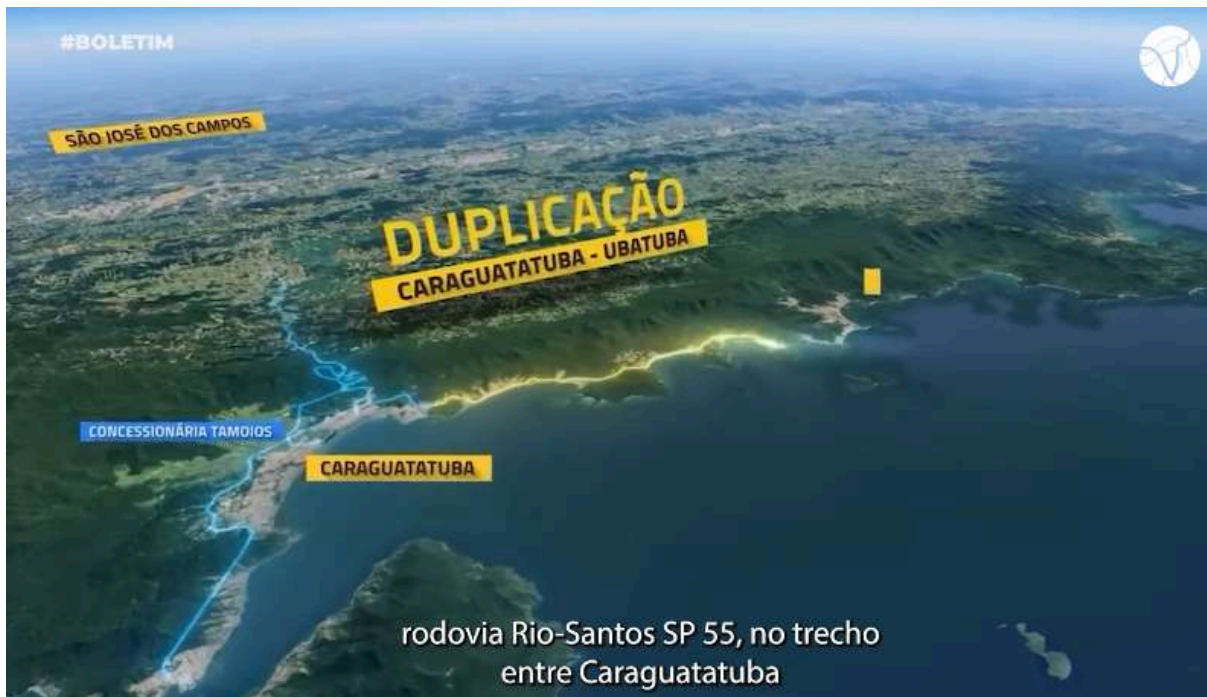 #BOLETIM
SÃO JOSÉ DOS CAMPOS
DUPLICAÇÃO
CARAGUATATUBA - UBATUBA
CONCESSIONÁRIA TAMOIOS
CARAGUATATUBA
rodovia Rio-Santos SP 55, no trecho
entre Caraguatatuba